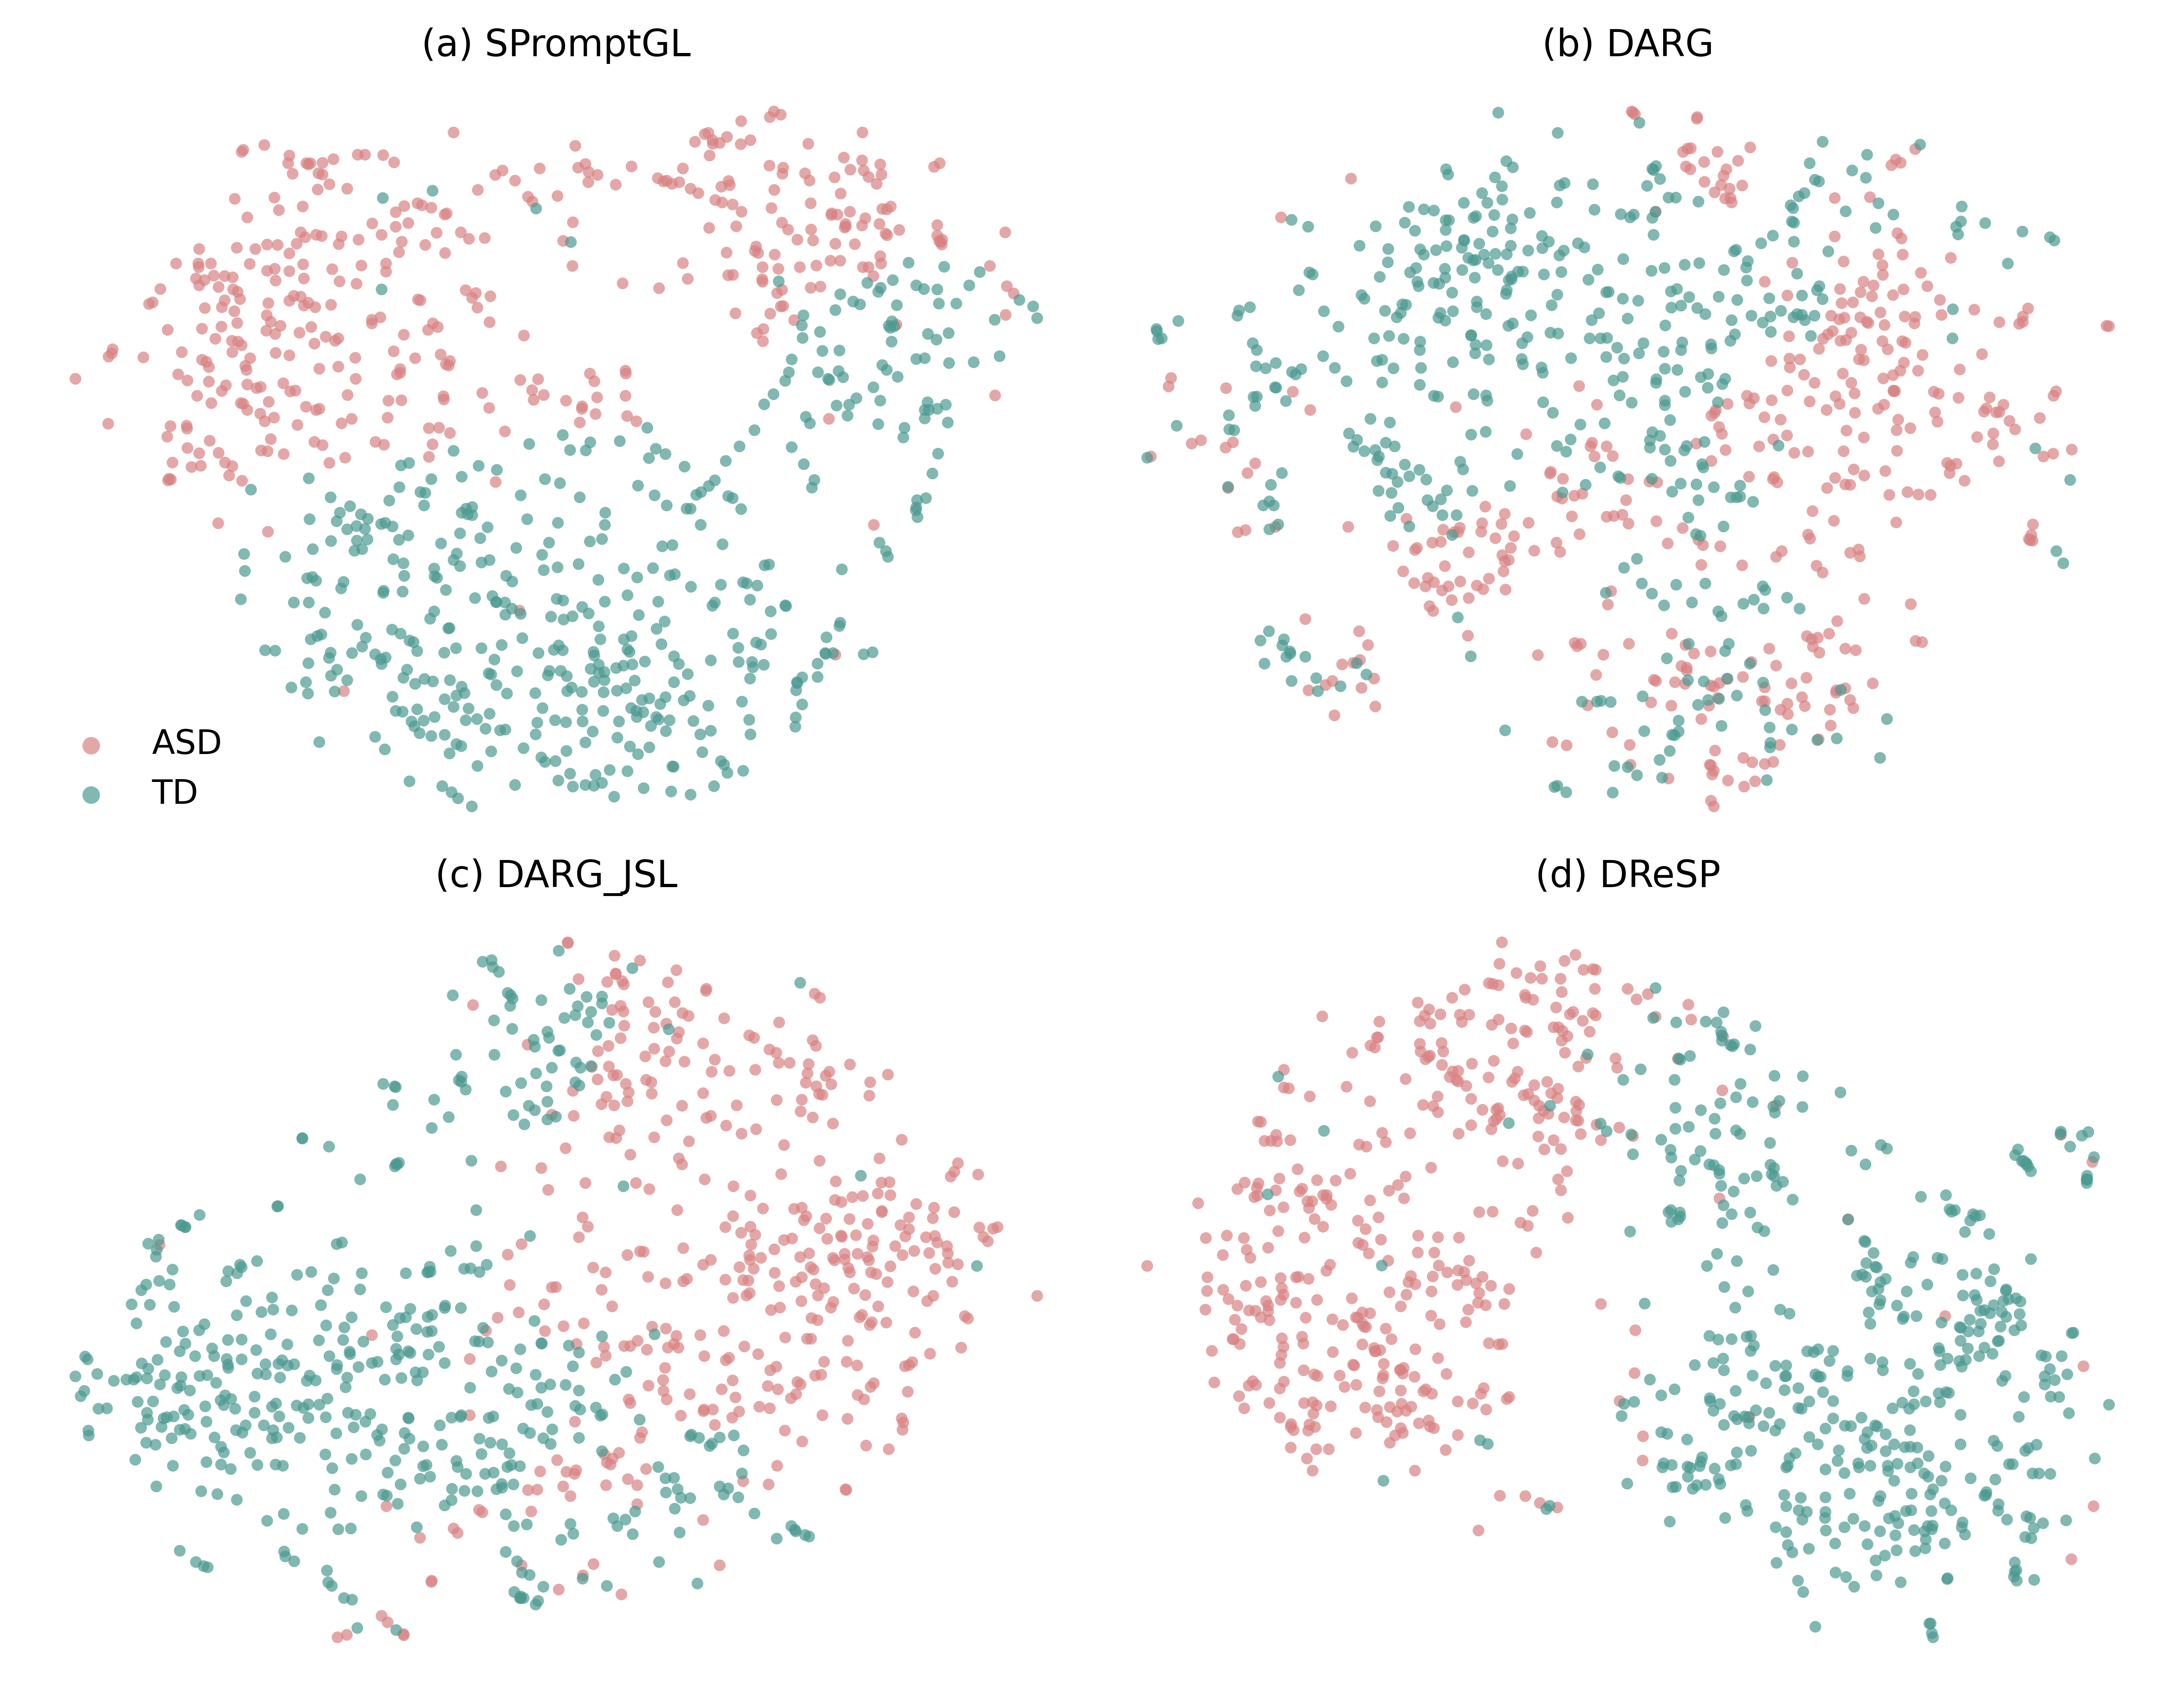 (a) SPromptGL
(b) DARG
ASD
TD
(c) DARG_JSL
(d) DReSP